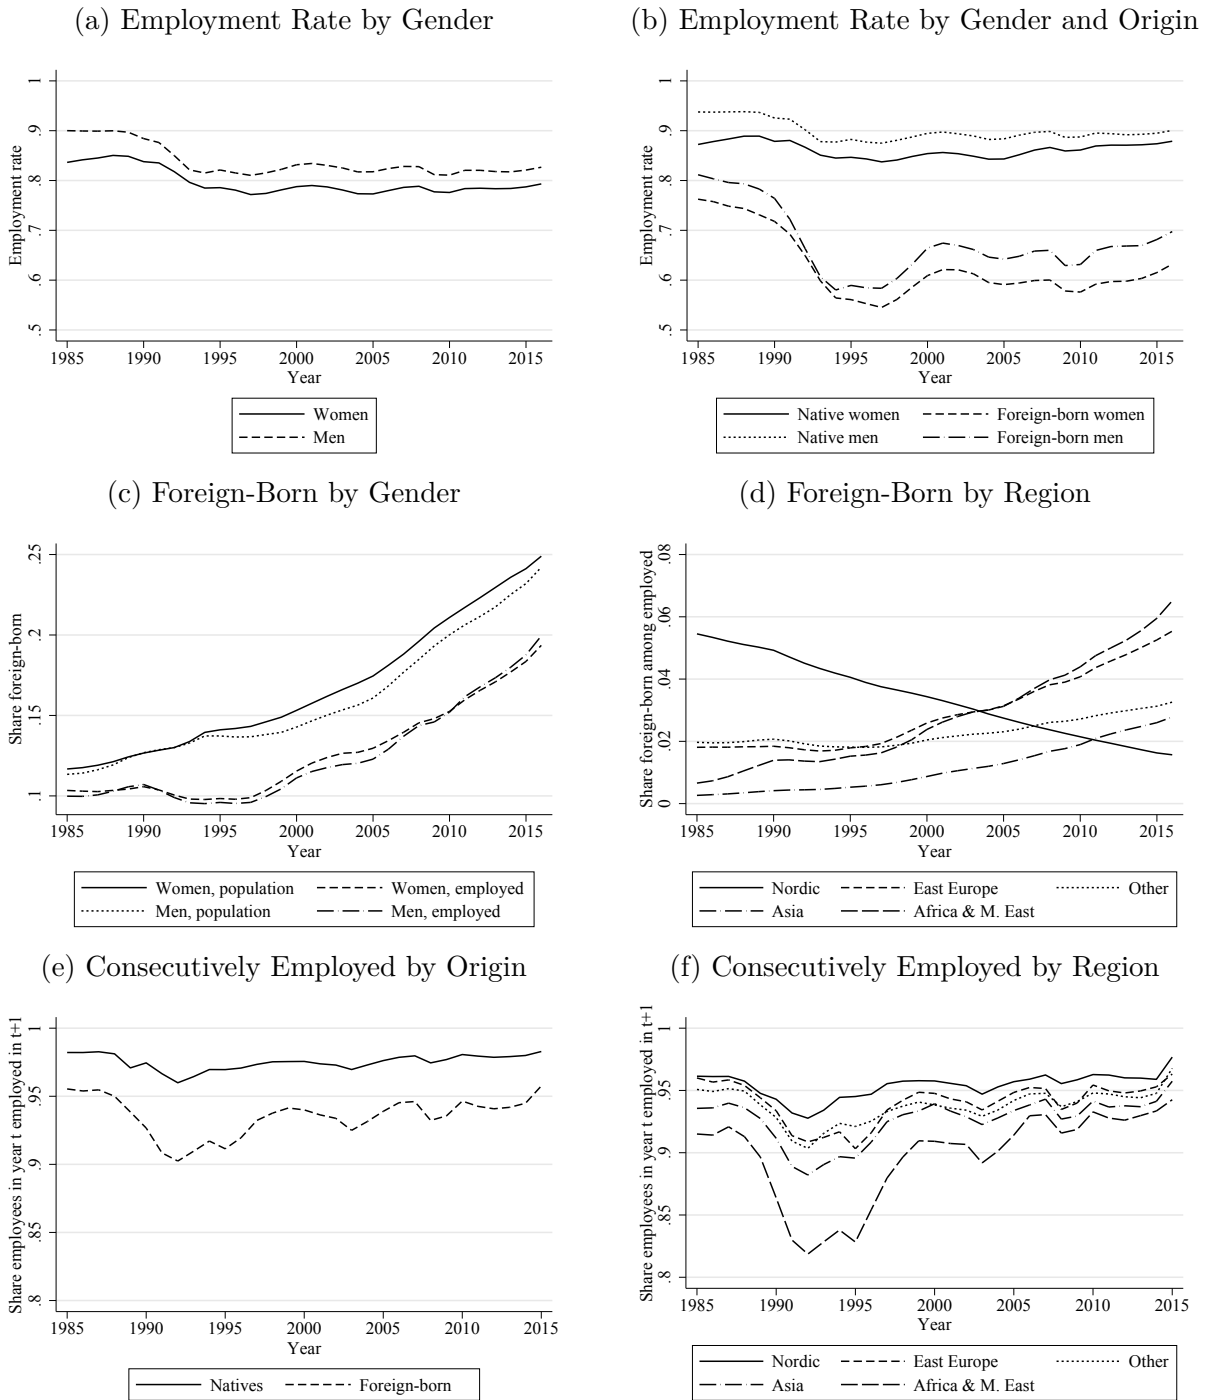 (a) Employment Rate by Gender
Employment rate
1
.9
.8
.7
.6
.5
1985 1990 1995 2000 2005 2010 2015
Year
Women
Men
(b) Employment Rate by Gender and Origin
Employment rate
1
.9
.8
.7
.6
.5
1985 1990 1995 2000 2005 2010 2015
Year
Native women Foreign-born women
Native men Foreign-born men
(c) Foreign-Born by Gender
Share foreign-born
.25
.2
.15
.1
1985 1990 1995 2000 2005 2010 2015
Year
Women, population Women, employed
Men, population Men, employed
(d) Foreign-Born by Region
Share foreign-born among employed
.08
.06
.04
.02
0
1985 1990 1995 2000 2005 2010 2015
Year
Nordic East Europe Other
Asia Africa & M. East
(e) Consecutively Employed by Origin
Share employees in year t employed in t+1
1
.95
.9
.85
.8
1985 1990 1995 2000 2005 2010 2015
Year
Natives Foreign-born
(f) Consecutively Employed by Region
Share employees in year t employed in t+1
1
.95
.9
.85
.8
1985 1990 1995 2000 2005 2010 2015
Year
Nordic East Europe Other
Asia Africa & M. East